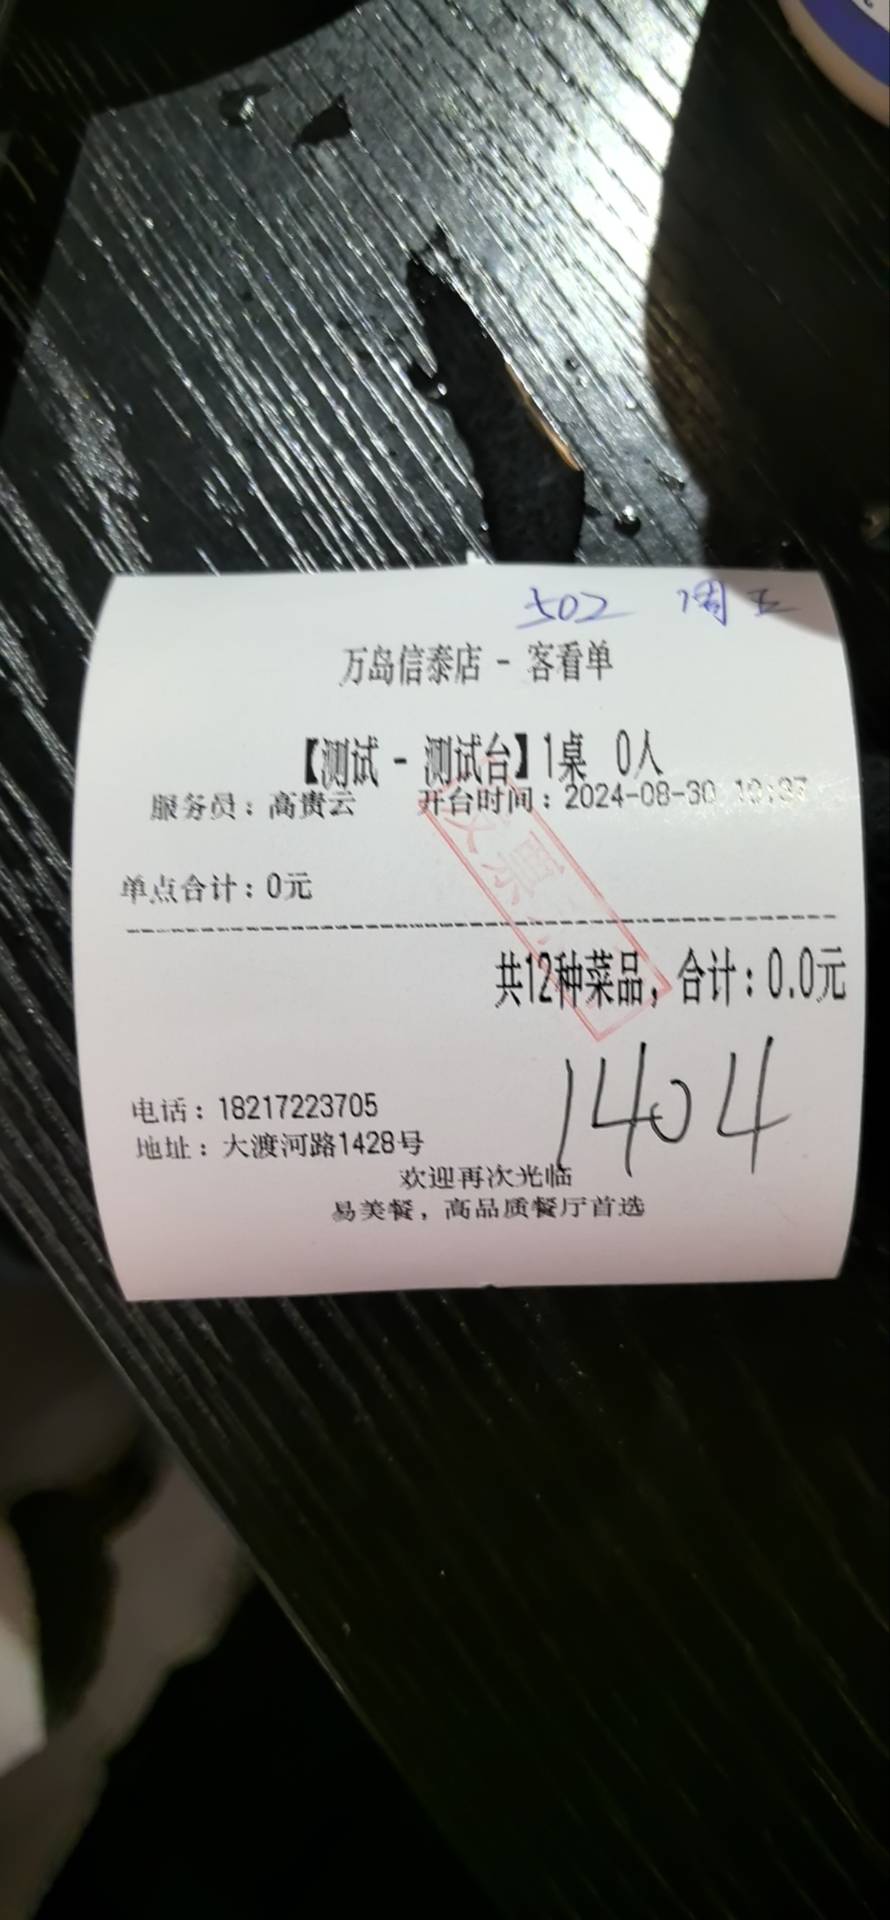 502 周五
万岛信泰店 - 客看单
【测试 - 测试台】1桌 0人
服务员：高贵云 开台时间：2024-08-30 10:37
单点合计：0元
发票
共12种菜品，合计：0.0元
1404
电话：18217223705
地址：大渡河路1428号
欢迎再次光临
易美餐，高品质餐厅首选